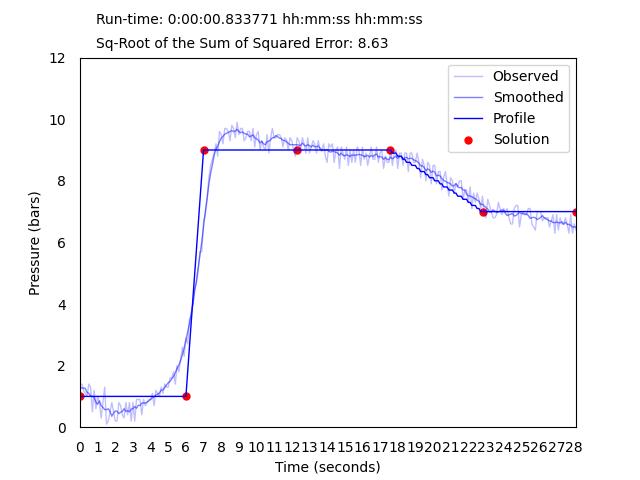 Run-time: 0:00:00.833771 hh:mm:ss hh:mm:ss
Sq-Root of the Sum of Squared Error: 8.63
12
10
8
6
4
2
0
Pressure (bars)
Observed
Smoothed
Profile
Solution
0 1 2 3 4 5 6 7 8 9 10 11 12 13 14 15 16 17 18 19 20 21 22 23 24 25 26 27 28
Time (seconds)